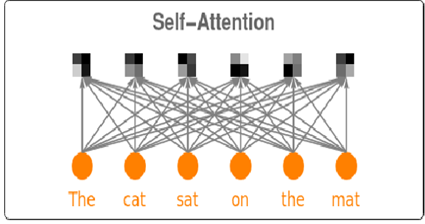 Self-Attention
The cat sat on the mat